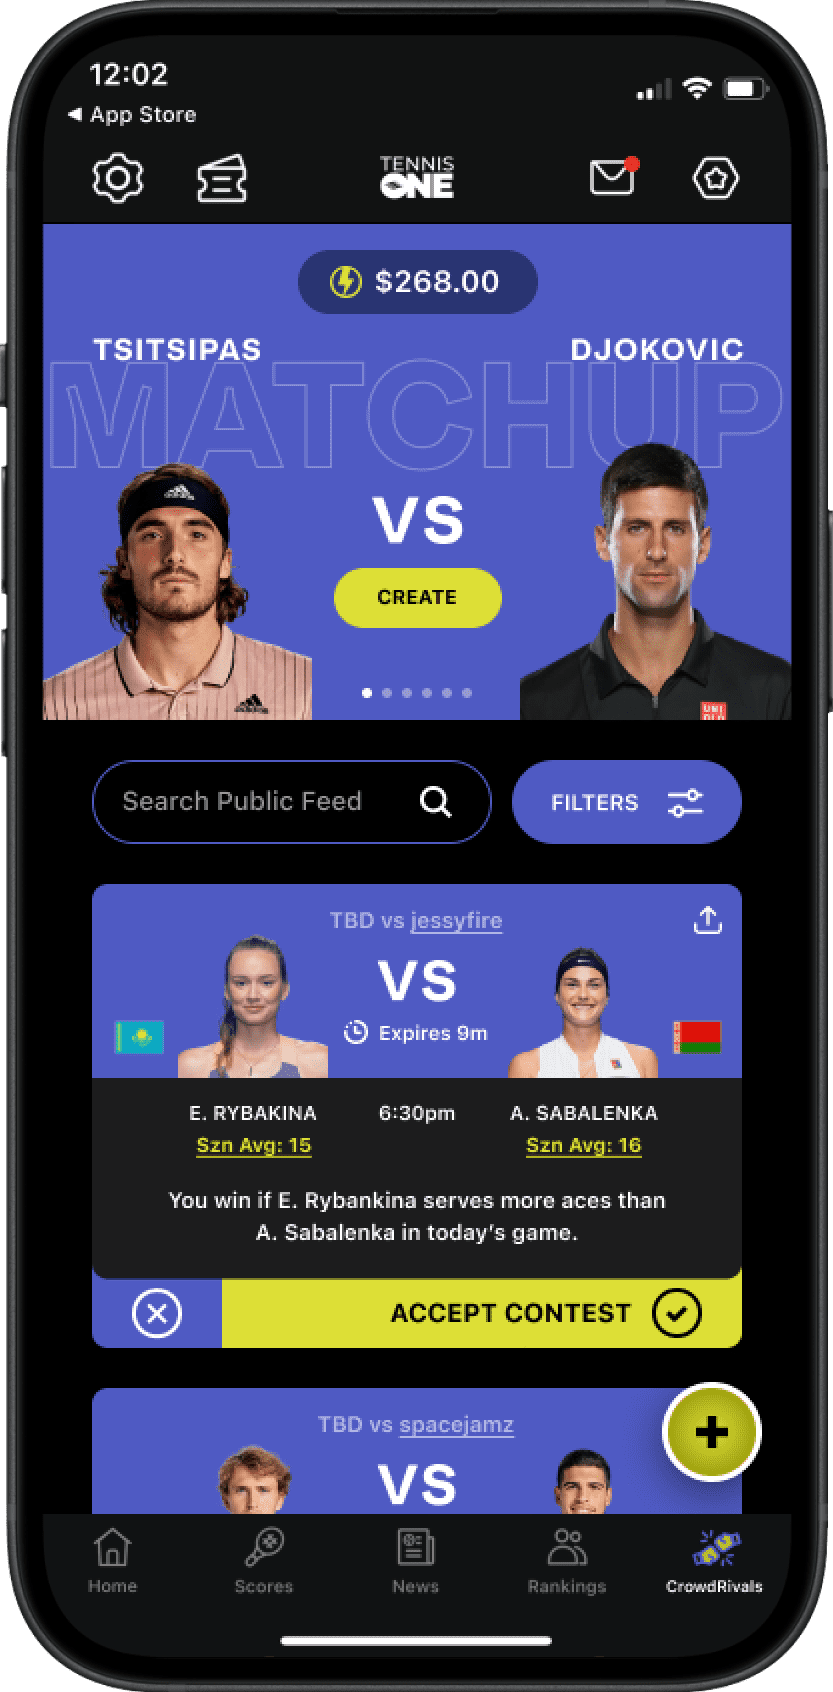 12:02
◀ App Store
TENNIS
ONE
$268.00
TSITSIPAS
DJOKOVIC
MATCHUP
VS
CREATE
UNI
QLO
Search Public Feed
FILTERS
TBD vs jessyfire
VS
Expires 9m
E. RYBAKINA
6:30pm
A. SABALENKA
Szn Avg: 15
Szn Avg: 16
You win if E. Rybankina serves more aces than
A. Sabalenka in today's game.
ACCEPT CONTEST
TBD vs spacejamz
VS
+
Home
Scores
News
Rankings
CrowdRivals